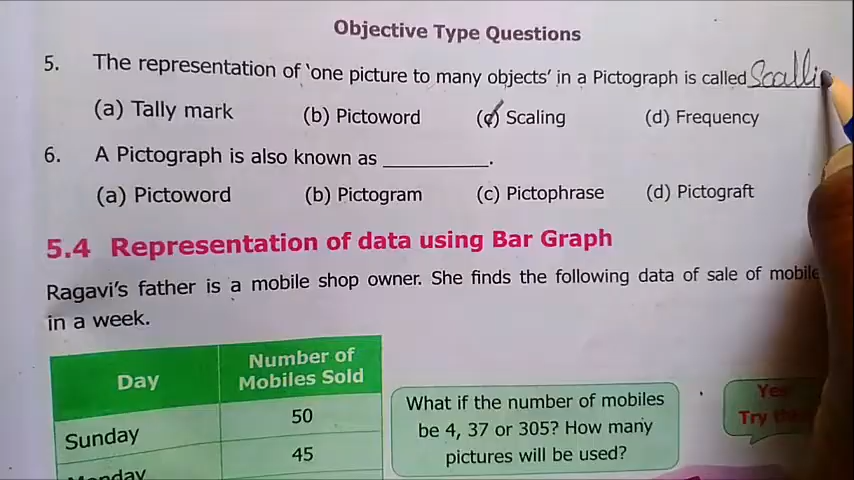 Objective Type Questions
5. The representation of 'one picture to many objects' in a Pictograph is called Scalli
(a) Tally mark (b) Pictoword (c) Scaling (d) Frequency
6. A Pictograph is also known as __________.
(a) Pictoword (b) Pictogram (c) Pictophrase (d) Pictograft
5.4 Representation of data using Bar Graph
Ragavi's father is a mobile shop owner. She finds the following data of sale of mobile
in a week.
Day Number of Mobiles Sold
Sunday 50
Monday 45
What if the number of mobiles
be 4, 37 or 305? How many
pictures will be used?
Try